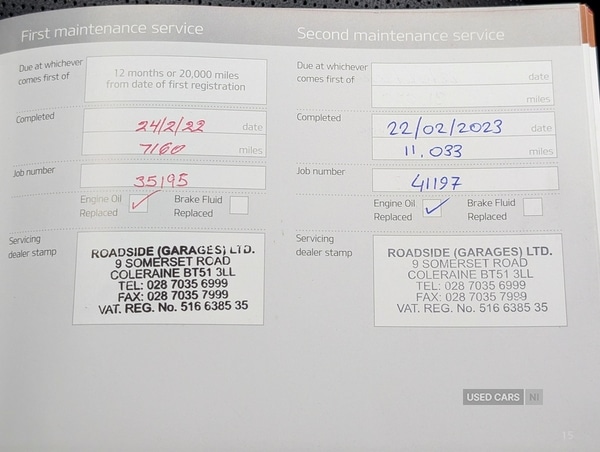 First maintenance service
Due at whichever
comes first of
12 months or 20,000 miles
from date of first registration
Completed
24/2/22 date
7160 miles
Job number
35195
Engine Oil
Replaced
Brake Fluid
Replaced
Servicing
dealer stamp
ROADSIDE (GARAGES) LTD.
9 SOMERSET ROAD
COLERAINE BT51 3LL
TEL: 028 7035 6999
FAX: 028 7035 7999
VAT. REG. No. 516 6385 35
Second maintenance service
Due at whichever
comes first of
date
miles
Completed
22/02/2023 date
11.033 miles
Job number
41197
Engine Oil
Replaced
Brake Fluid
Replaced
Servicing
dealer stamp
ROADSIDE (GARAGES) LTD.
9 SOMERSET ROAD
COLERAINE BT51 3LL
TEL: 028 7035 6999
FAX: 028 7035 7999
VAT. REG. No. 516 6385 35
USED CARS NI
15